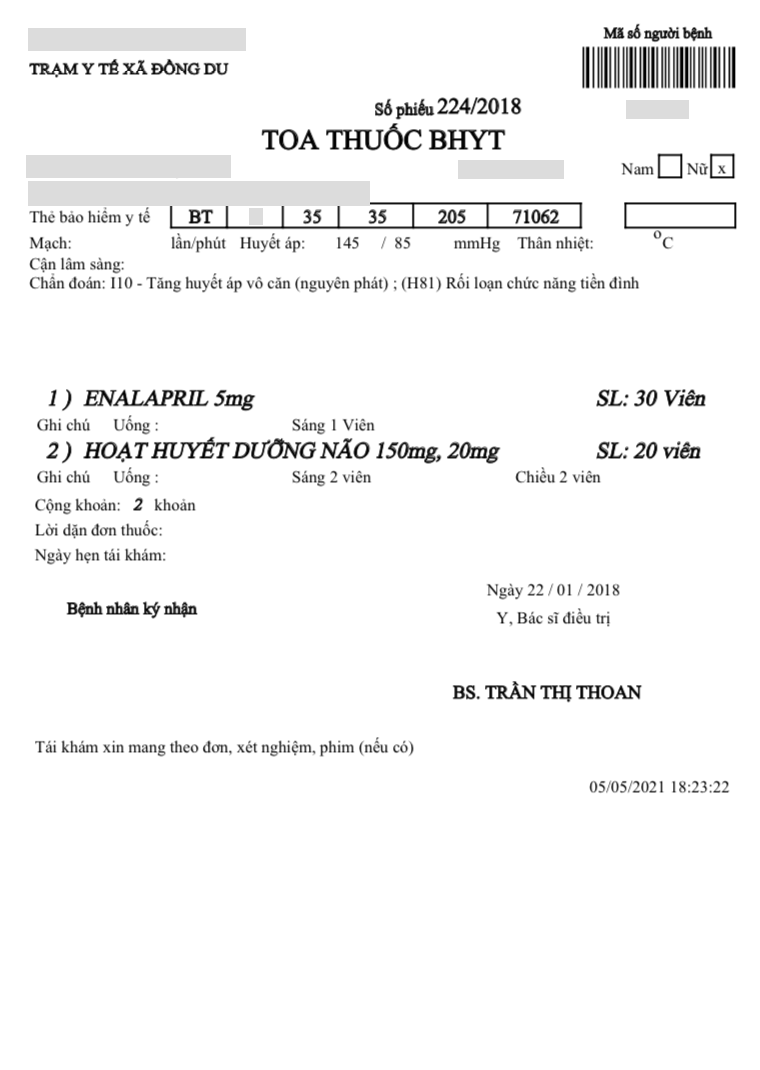 Mã số người bệnh
TRẠM Y TẾ XÃ ĐỒNG DU
Số phiếu 224/2018
TOA THUỐC BHYT
Nam Nữ x
Thẻ bảo hiểm y tế BT 35 35 205 71062
Mạch: lần/phút Huyết áp: 145 / 85 mmHg Thân nhiệt: °C
Cận lâm sàng:
Chẩn đoán: I10 - Tăng huyết áp vô căn (nguyên phát) ; (H81) Rối loạn chức năng tiền đình
1 ) ENALAPRIL 5mg SL: 30 Viên
Ghi chú Uống : Sáng 1 Viên
2 ) HOẠT HUYẾT DƯỠNG NÃO 150mg, 20mg SL: 20 viên
Ghi chú Uống : Sáng 2 viên Chiều 2 viên
Cộng khoản: 2 khoản
Lời dặn đơn thuốc:
Ngày hẹn tái khám:
Ngày 22 / 01 / 2018
Bệnh nhân ký nhận
Y, Bác sĩ điều trị
BS. TRẦN THỊ THOAN
Tái khám xin mang theo đơn, xét nghiệm, phim (nếu có)
05/05/2021 18:23:22